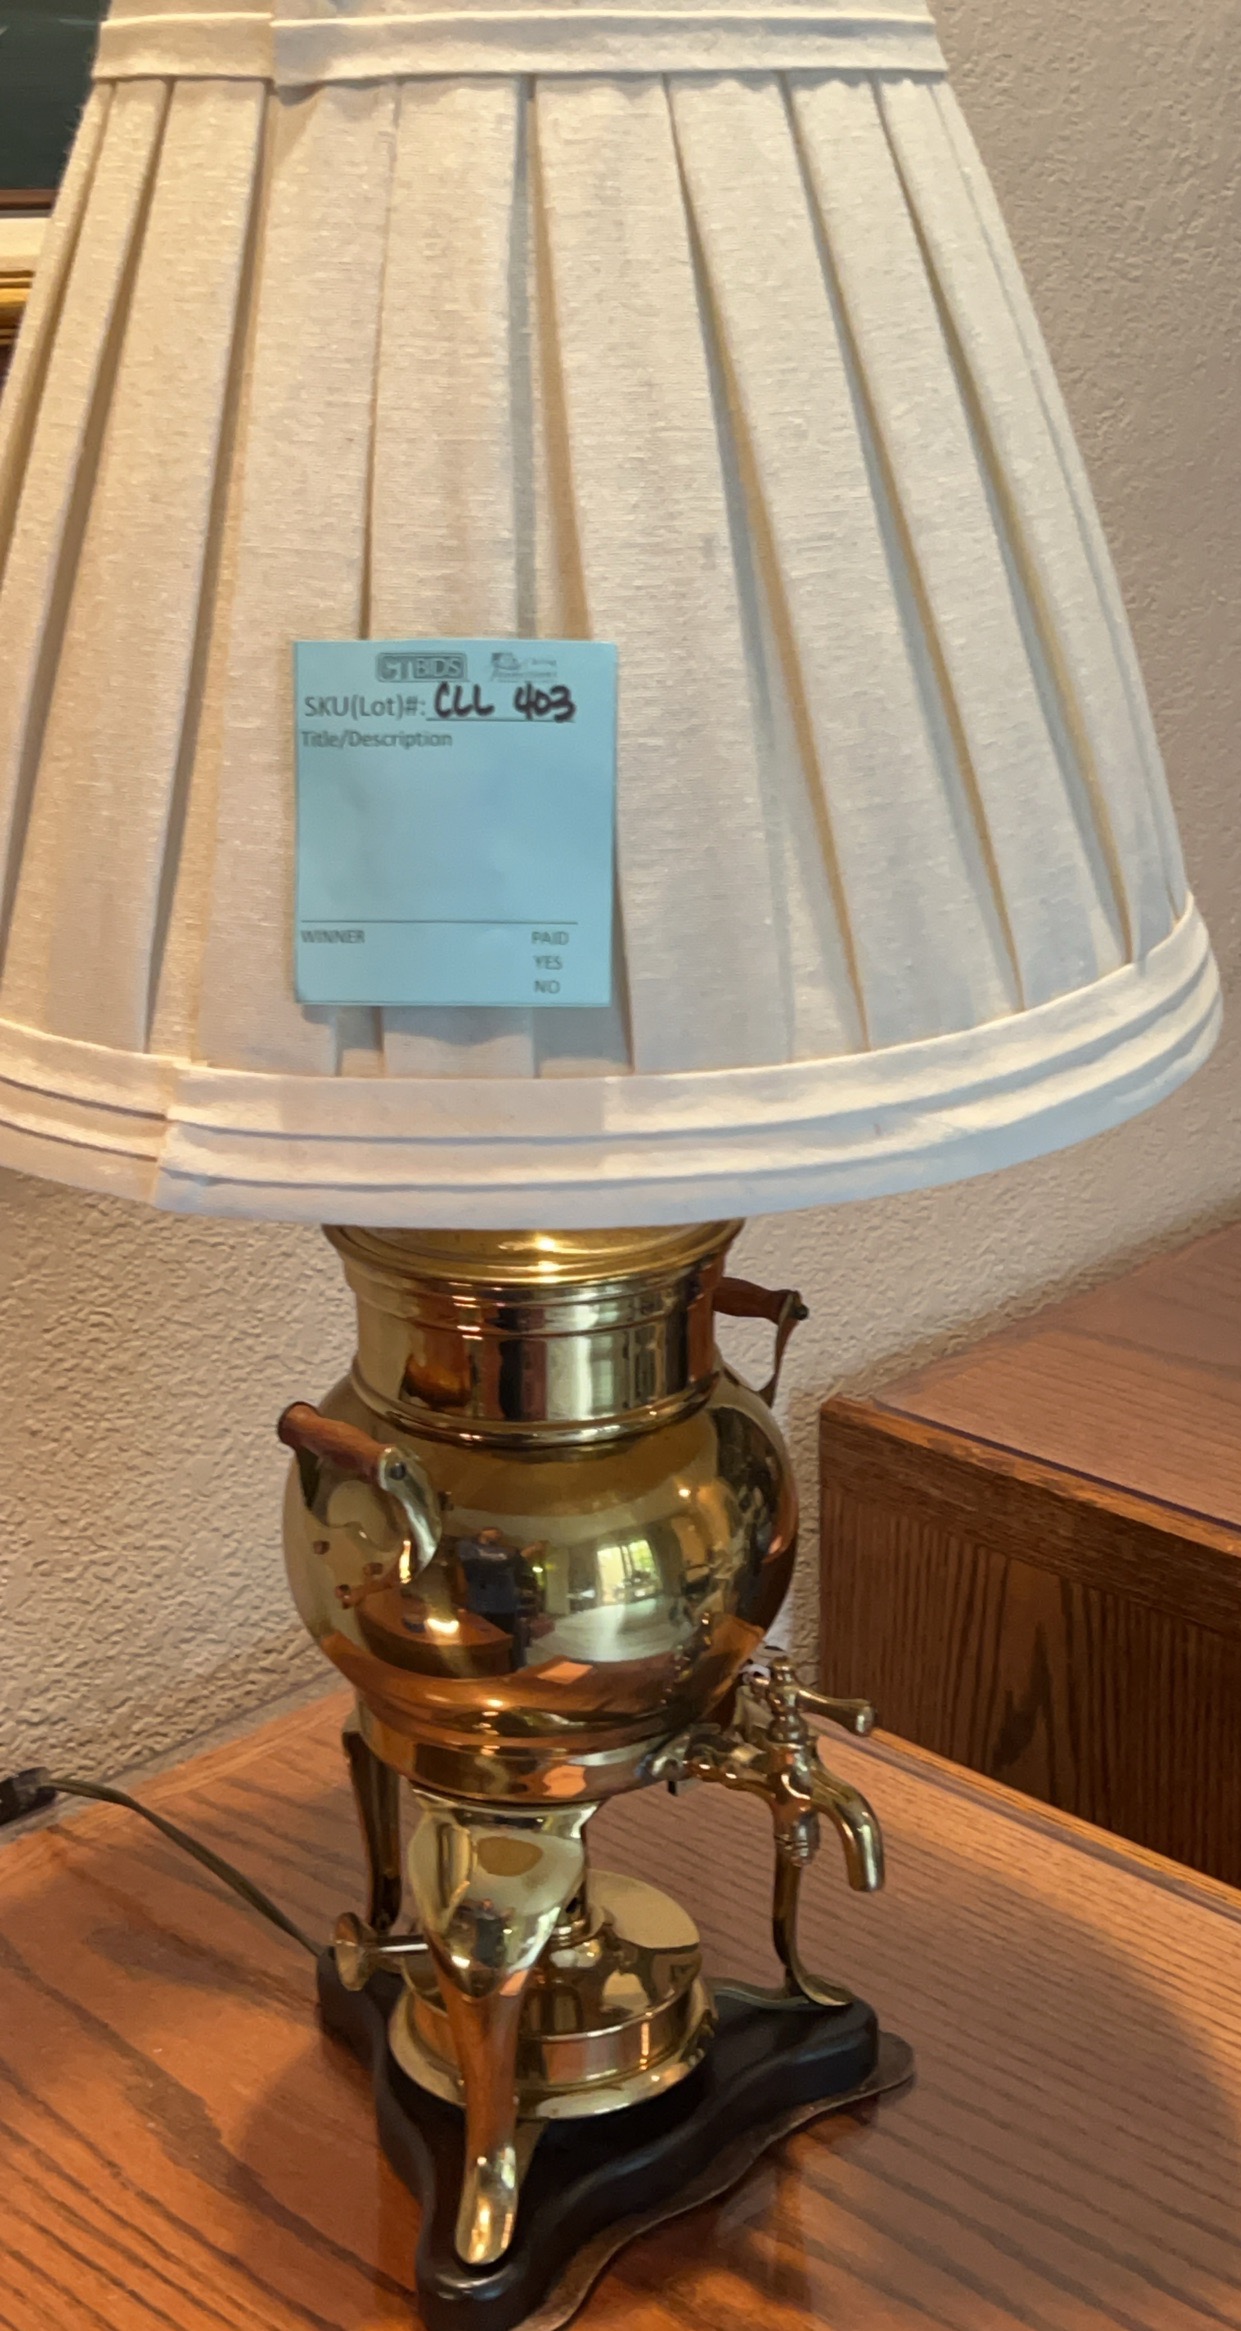 CTBIDS
SKU(Lot)#: CLL 403
Title/Description
WINNER PAID
YES
NO